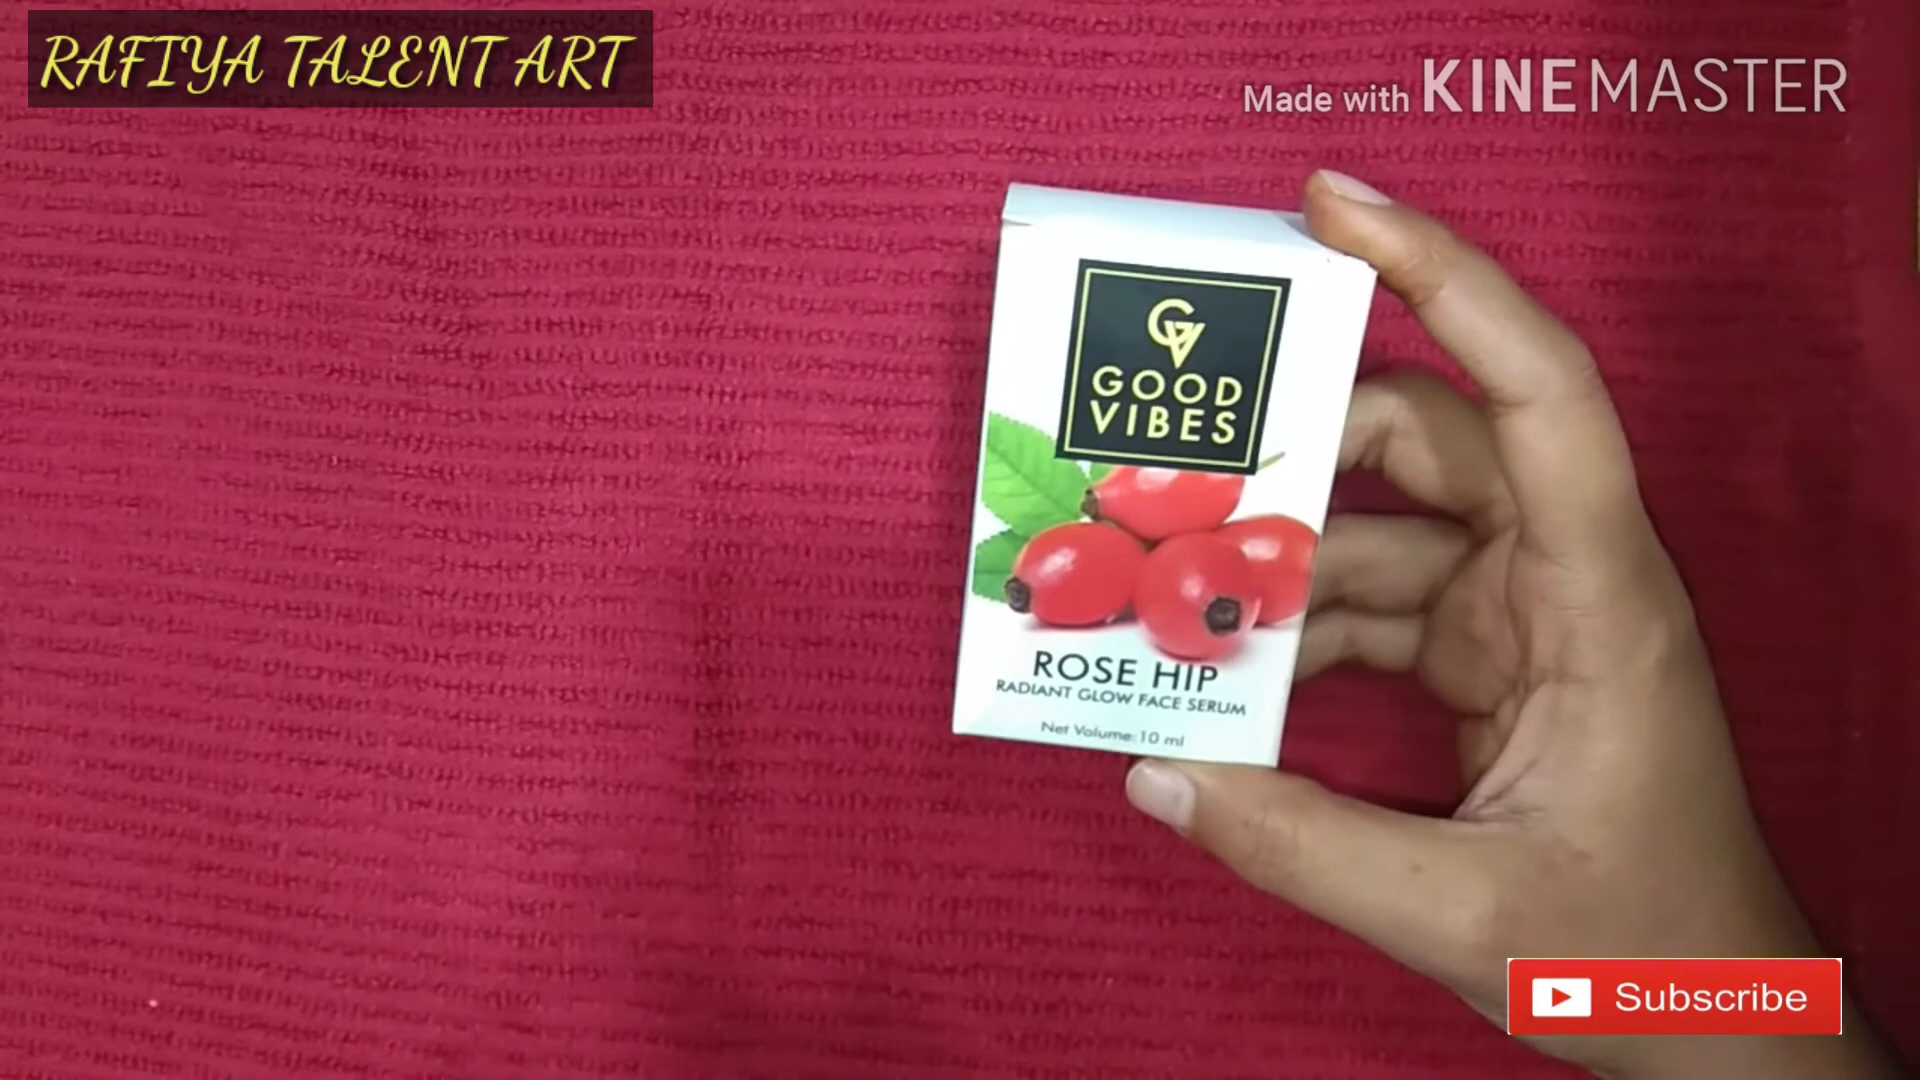 RAFIYA TALENT ART
Made with KINEMASTER
GV
GOOD
VIBES
ROSE HIP
RADIANT GLOW FACE SERUM
Net Volume: 10 ml
Subscribe